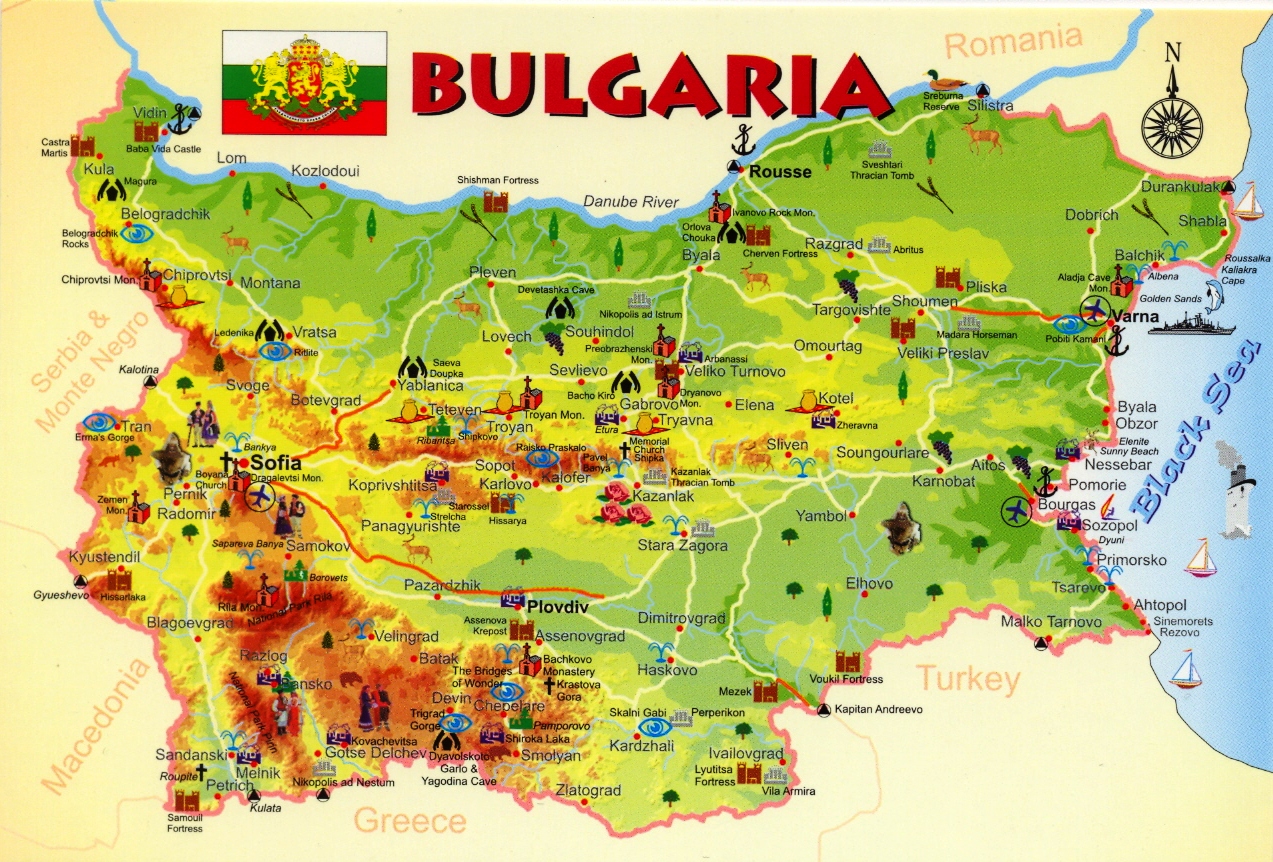 BULGARIA
Romania
N
Sreburna
Reserve
Silistra
Vidin
Baba Vida Castle
Castra
Martis
Kula
Magura
Lom
Kozlodoui
Shishman Fortress
Danube River
Rousse
Sveshtari
Thracian Tomb
Durankulak
Dobrich
Shabla
Belogradchik
Belogradchik
Rocks
Ivanovo Rock Mon.
Orlova
Chouka
Cherven Fortress
Razgrad
Abritus
Byala
Balchik
Albena
Roussalka
Kaliakra
Cape
Chiprovtsi Mon.
Chiprovtsi
Montana
Pleven
Devetashka Cave
Nikopolis ad Istrum
Pliska
Aladja Cave
Mon.
Golden Sands
Targovishte
Shoumen
Varna
Pobiti Kamani
Madara Horseman
Veliki Preslav
Serbia &
Monte Negro
Ledenika
Vratsa
Ritlite
Lovech
Souhindol
Preobrazhenski
Mon.
Arbanassi
Omourtag
Veliko Turnovo
Kalotina
Svoge
Saeva
Doupka
Yablanica
Sevlievo
Bacho Kiro
Dryanovo
Mon.
Botevgrad
Teteven
Troyan Mon.
Troyan
Gabrovo
Etura
Tryavna
Elena
Kotel
Zheravna
Byala
Obzor
Black Sea
Tran
Erma's Gorge
Ribaritsa
Shipkovo
Bankya
Sofia
Boyana
Church
Dragalevtsi Mon.
Raisko Praskalo
Pavel
Banya
Memorial
Church
Shipka
Sliven
Soungourlare
Elenite
Sunny Beach
Nessebar
Aitos
Karnobat
Pomorie
Pernik
Zemen
Mon.
Radomir
Koprivshtitsa
Sopot
Karlovo
Kalofer
Kazanlak
Thracian Tomb
Kazanlak
Strelcha
Starossel
Hissarya
Panagyurishte
Yambol
Bourgas
Sozopol
Dyuni
Stara Zagora
Sapareva Banya
Samokov
Kyustendil
Gyueshevo
Hissarlaka
Borovets
Rila Mon.
National Park Rila
Pazardzhik
Plovdiv
Elhovo
Primorsko
Tsarevo
Ahtopol
Sinemorets
Rezovo
Blagoevgrad
Velingrad
Assenova
Krepost
Assenovgrad
Dimitrovgrad
Malko Tarnovo
Razlog
Bansko
Batak
The Bridges
of Wonder
Bachkovo
Monastery
Krastova
Gora
Haskovo
Voukil Fortress
Turkey
Macedonia
National Park Pirin
Devin
Chepelare
Trigrad
Gorge
Mezek
Kapitan Andreevo
Skalni Gabi
Perperikon
Kovachevitsa
Shiroka Laka
Pamporovo
Kardzhali
Ivailovgrad
Sandanski
Roupite
Melnik
Gotse Delchev
Dyavolskoto
Garlo &
Yagodina Cave
Smolyan
Petrich
Kulata
Nikopolis ad Nestum
Lyutitsa
Fortress
Vila Armira
Zlatograd
Samouil
Fortress
Greece